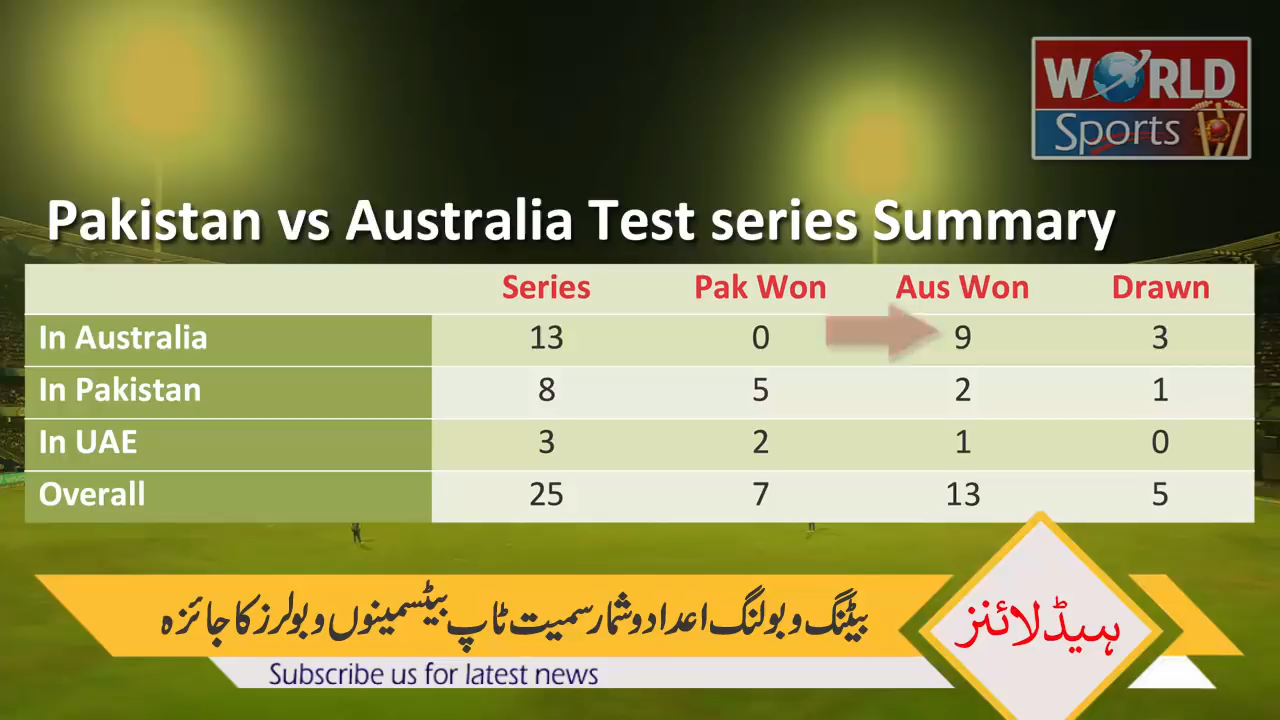 WORLD
Sports
Pakistan vs Australia Test series Summary
Series Pak Won Aus Won Drawn
In Australia 13 0 9 3
In Pakistan 8 5 2 1
In UAE 3 2 1 0
Overall 25 7 13 5
بیٹنگ و بولنگ اعداد و شمار سمیت ٹاپ بیٹسمینوں و بولرز کا جائزہ
ہیڈلائنز
Subscribe us for latest news